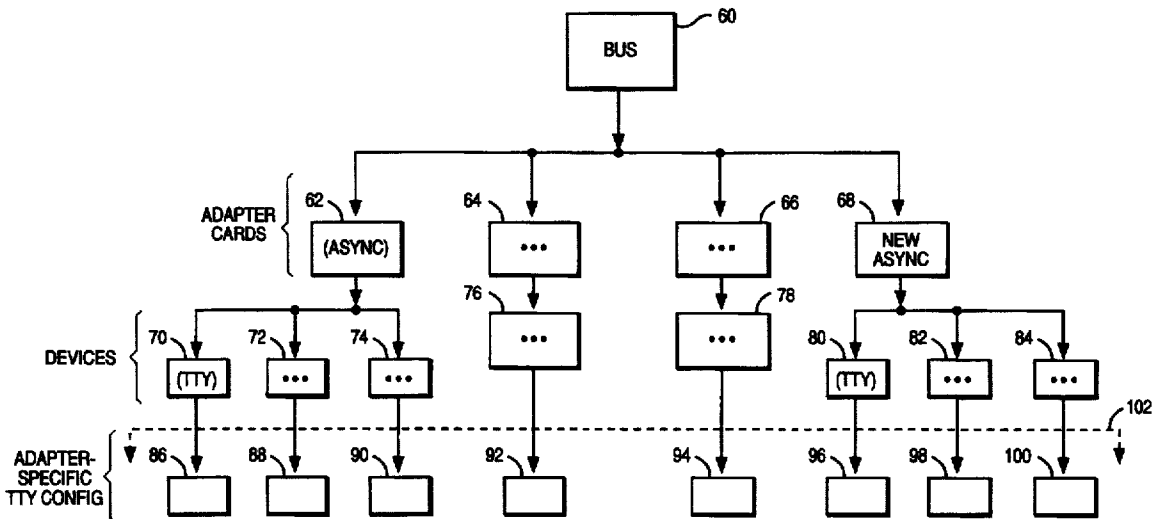 60
BUS
ADAPTER
CARDS
62
64
66
68
(ASYNC)
•••
•••
NEW
ASYNC
76
78
•••
•••
DEVICES
70
72
74
80
82
84
(TTY)
•••
•••
(TTY)
•••
•••
102
ADAPTER-
SPECIFIC
TTY CONFIG
86
88
90
92
94
96
98
100